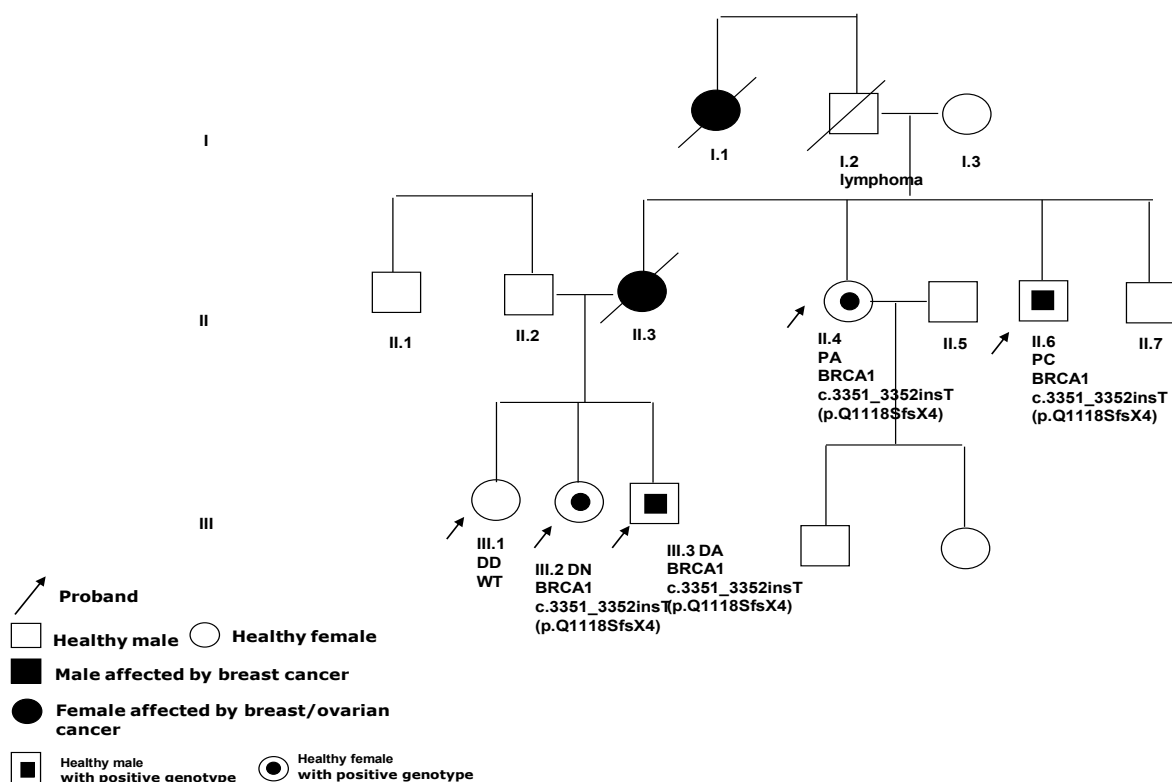 I
I.1
I.2
lymphoma
I.3
II
II.1
II.2
II.3
II.4
PA
BRCA1
c.3351_3352insT
(p.Q1118SfsX4)
II.5
II.6
PC
BRCA1
c.3351_3352insT
(p.Q1118SfsX4)
II.7
III
III.1
DD
WT
III.2 DN
BRCA1
c.3351_3352insT
(p.Q1118SfsX4)
III.3 DA
BRCA1
c.3351_3352insT
(p.Q1118SfsX4)
Proband
Healthy male
Healthy female
Male affected by breast cancer
Female affected by breast/ovarian
cancer
Healthy male
with positive genotype
Healthy female
with positive genotype